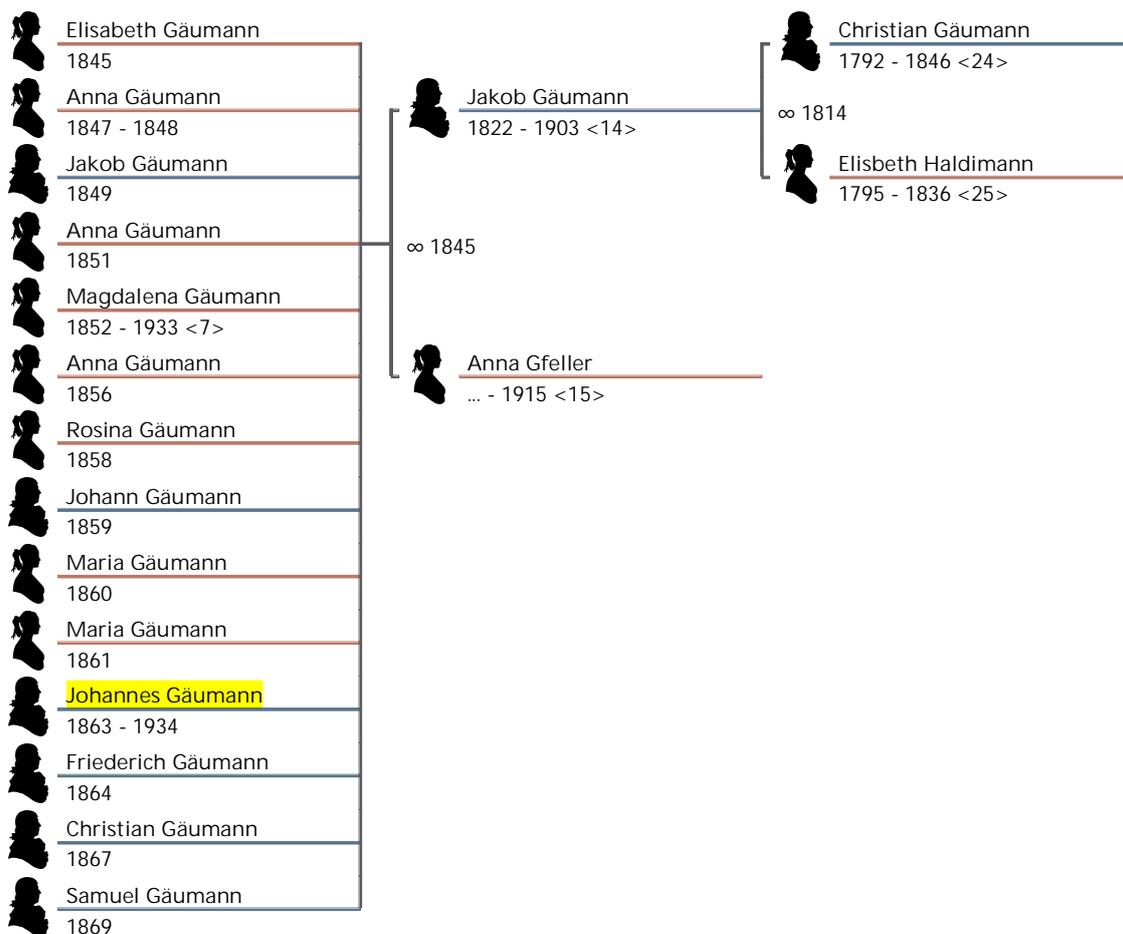 Elisabeth Gäumann
1845
Anna Gäumann
1847 - 1848
Jakob Gäumann
1849
Anna Gäumann
1851
Magdalena Gäumann
1852 - 1933 <7>
Anna Gäumann
1856
Rosina Gäumann
1858
Johann Gäumann
1859
Maria Gäumann
1860
Maria Gäumann
1861
Johannes Gäumann
1863 - 1934
Friederich Gäumann
1864
Christian Gäumann
1867
Samuel Gäumann
1869
Jakob Gäumann
1822 - 1903 <14>
∞ 1845
Anna Gfeller
... - 1915 <15>
Christian Gäumann
1792 - 1846 <24>
∞ 1814
Elisbeth Haldimann
1795 - 1836 <25>